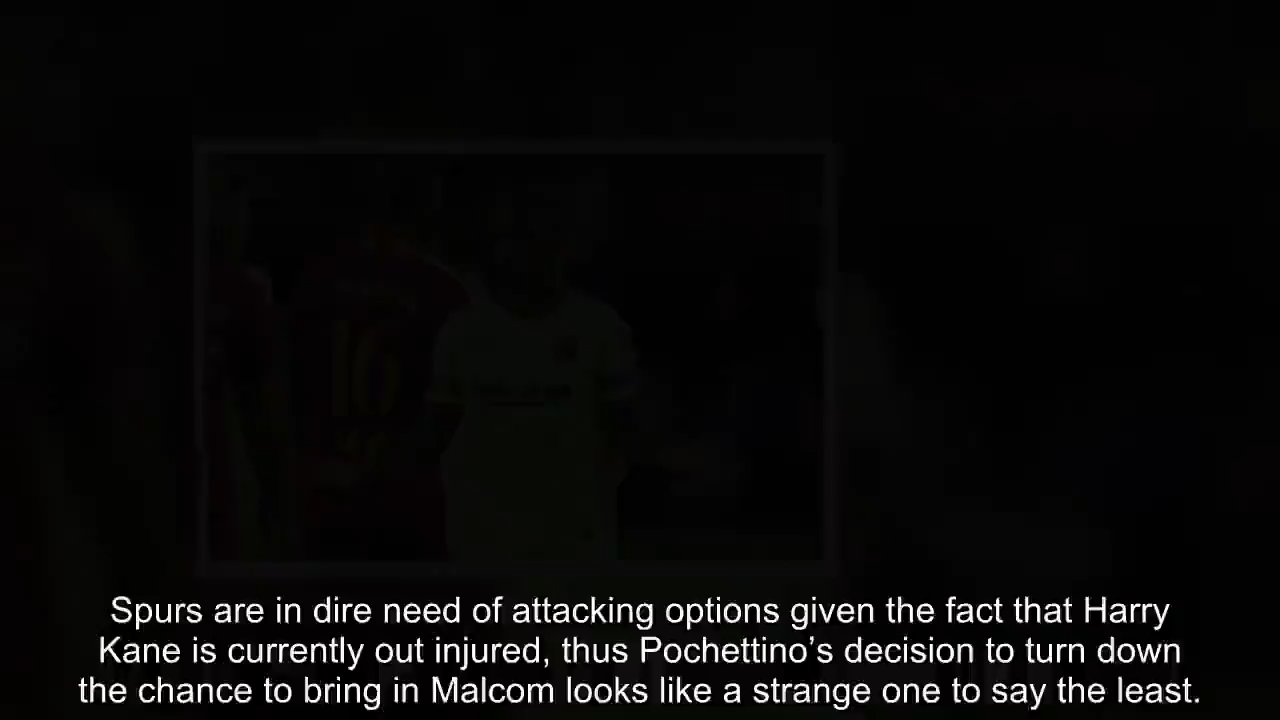 16
Spurs are in dire need of attacking options given the fact that Harry
Kane is currently out injured, thus Pochettino’s decision to turn down
the chance to bring in Malcom looks like a strange one to say the least.